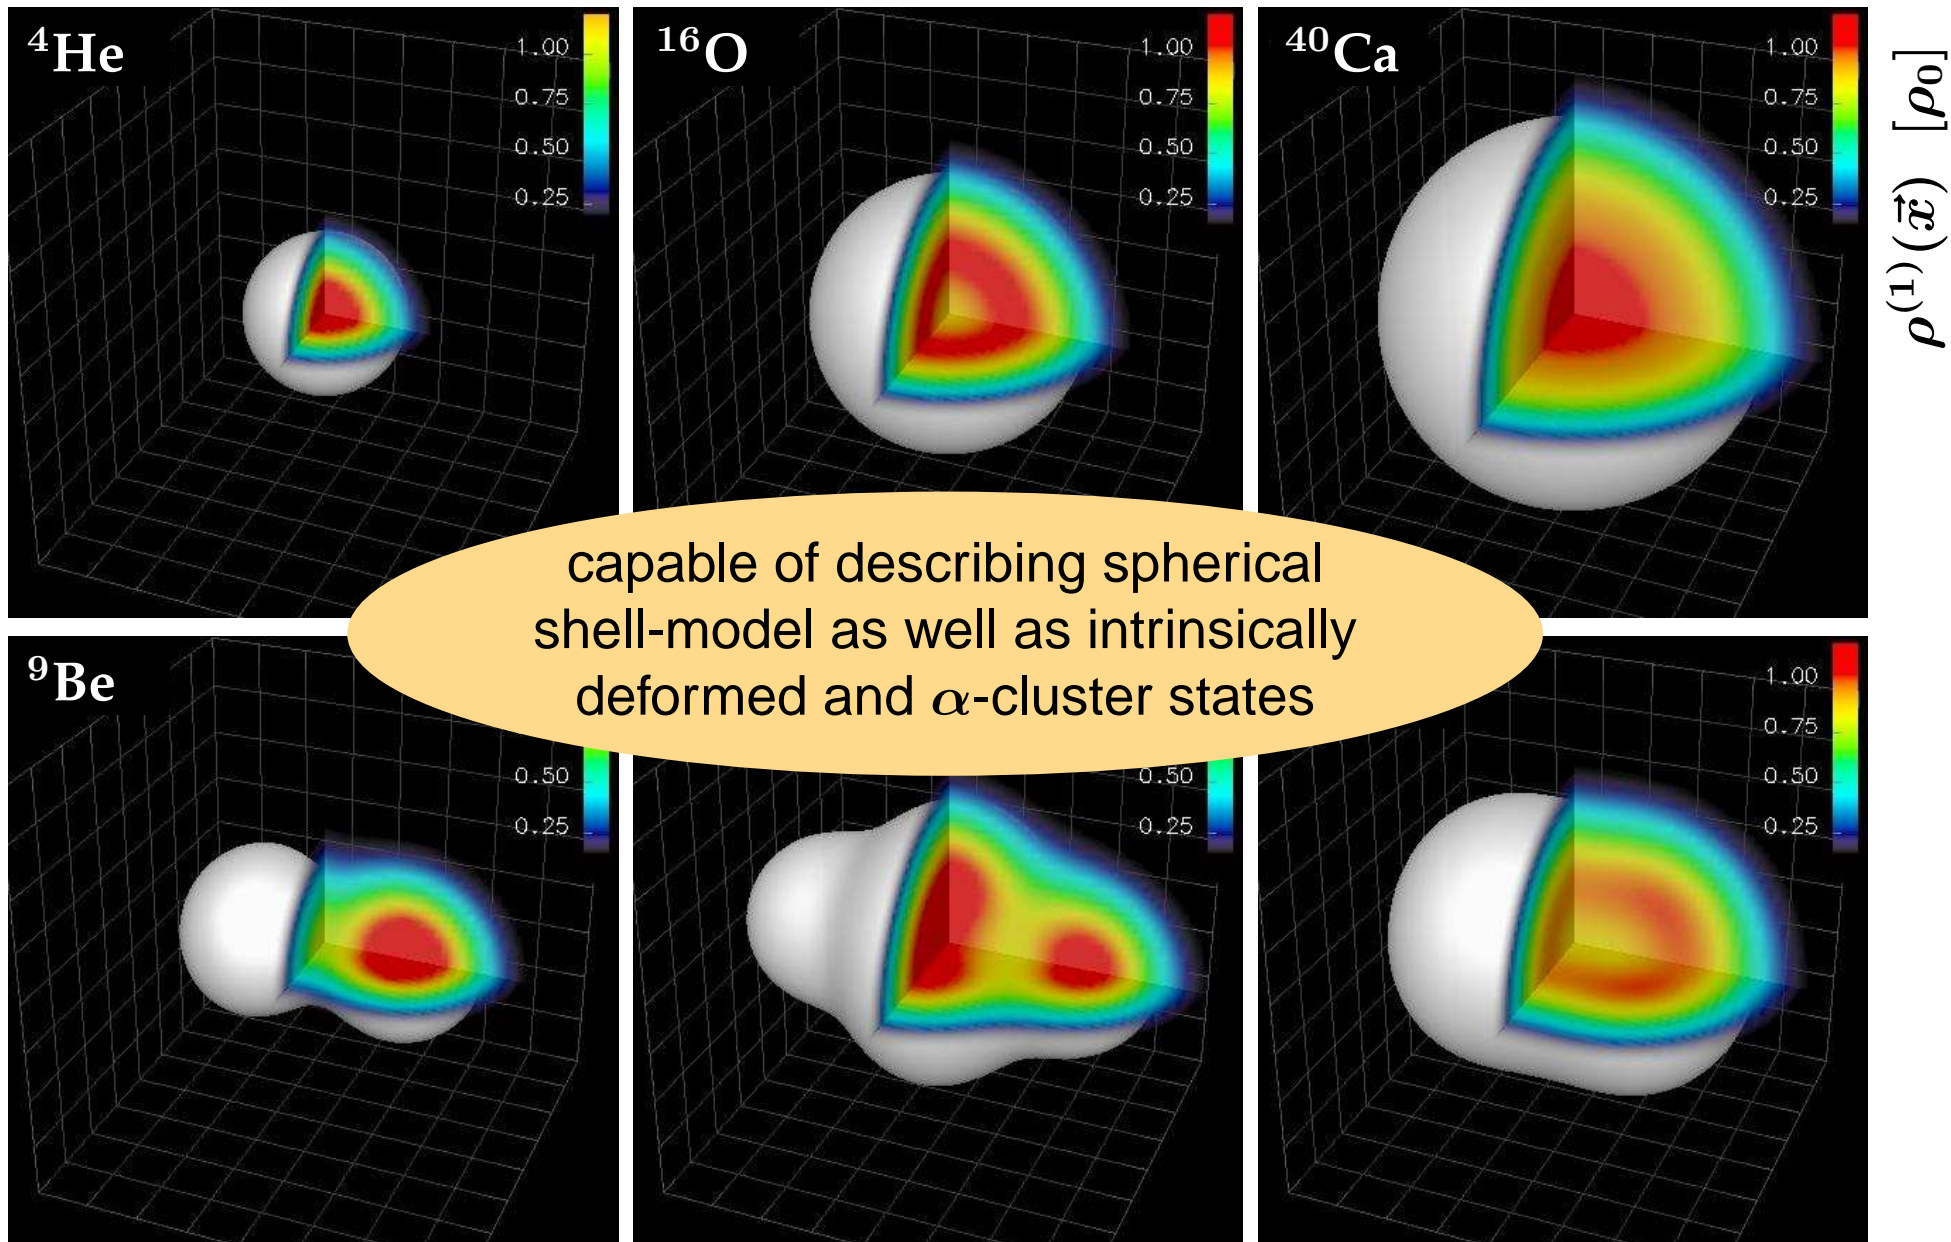 ⁴He
1.00
0.75
0.50
0.25
¹⁶O
1.00
0.75
0.50
0.25
⁴⁰Ca
1.00
0.75
0.50
0.25
ρ⁽¹⁾(x⃗) [ρ₀]
capable of describing spherical
shell-model as well as intrinsically
deformed and α-cluster states
⁹Be
0.50
0.25
0.50
0.25
1.00
0.75
0.50
0.25